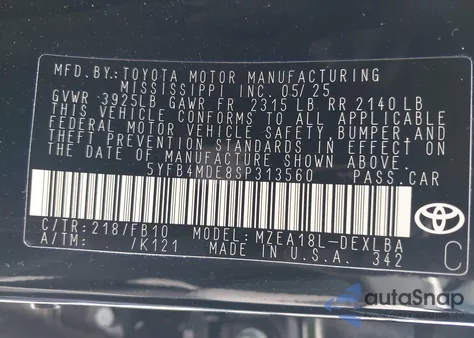 MFD.BY: TOYOTA MOTOR MANUFACTURING
MISSISSIPPI INC. 05/25
GVWR 3925LB GAWR FR 2315 LB RR 2140 LB
THIS VEHICLE CONFORMS TO ALL APPLICABLE
FEDERAL MOTOR VEHICLE SAFETY, BUMPER, AND
THEFT PREVENTION STANDARDS IN EFFECT ON
THE DATE OF MANUFACTURE SHOWN ABOVE.
5YFB4MDE8SP313560 PASS.CAR
C/TR: 218/FB10 MODEL: MZEA18L-DEXLBA
A/TM: /K121 MADE IN U.S.A. 342
TOYOTA
C
autoSnap